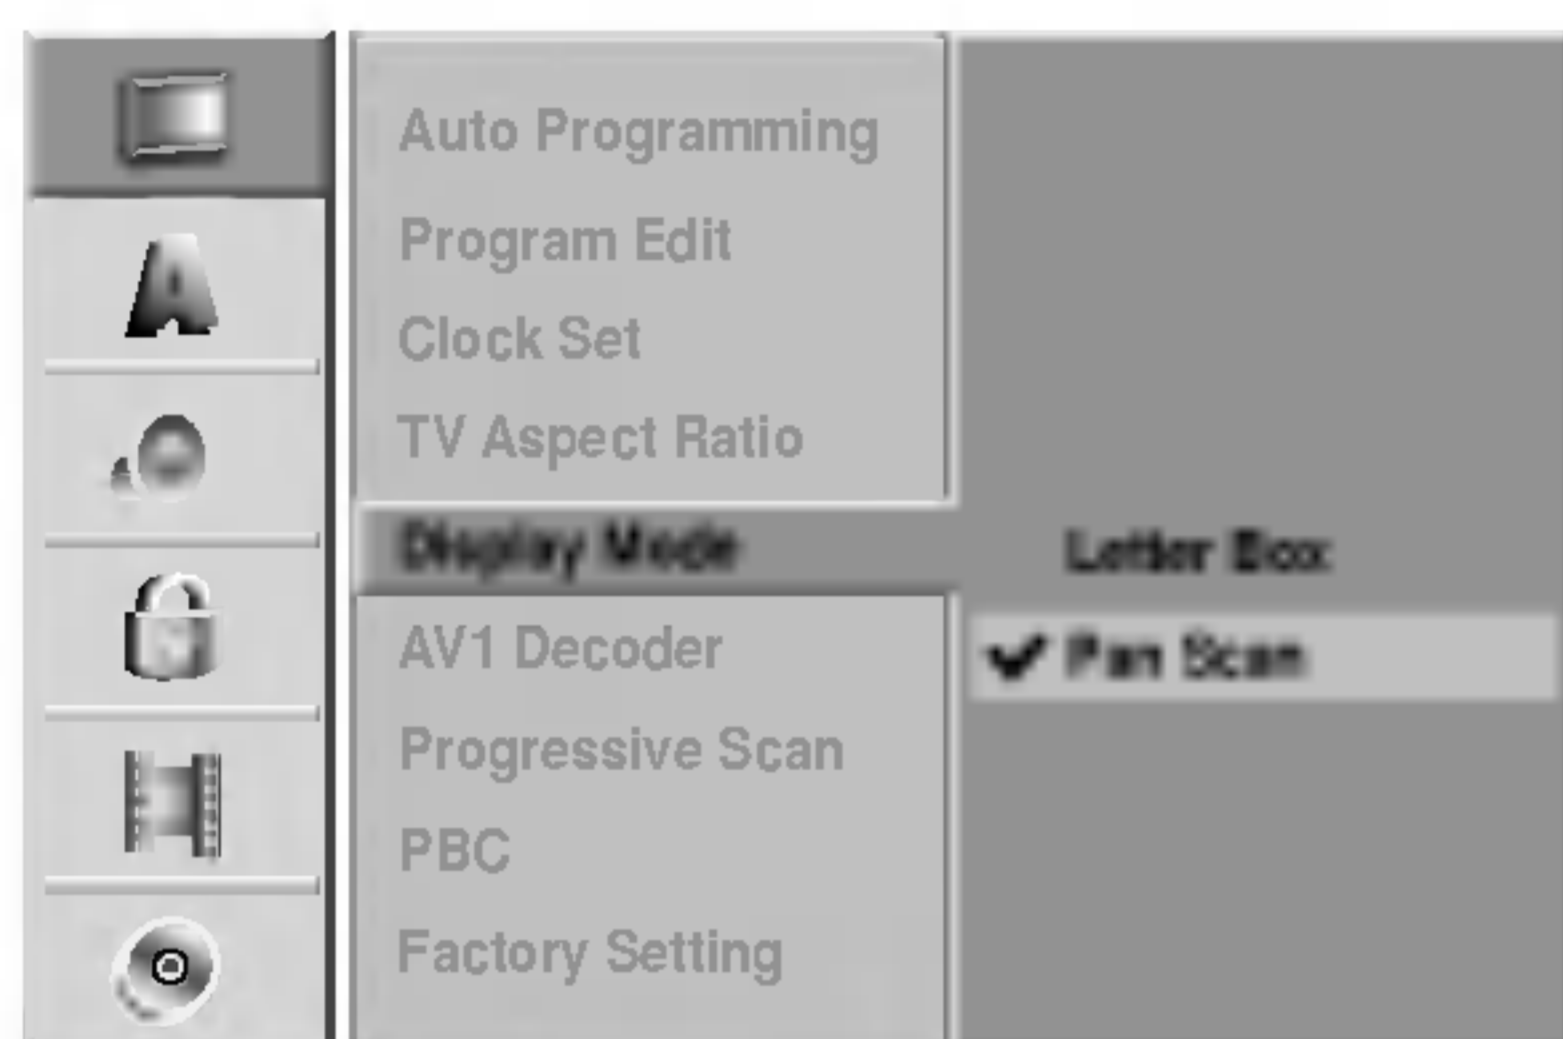 A
Auto Programming
Program Edit
Clock Set
TV Aspect Ratio
Display Mode
Letter Box
AV1 Decoder
Pan Scan
Progressive Scan
PBC
Factory Setting